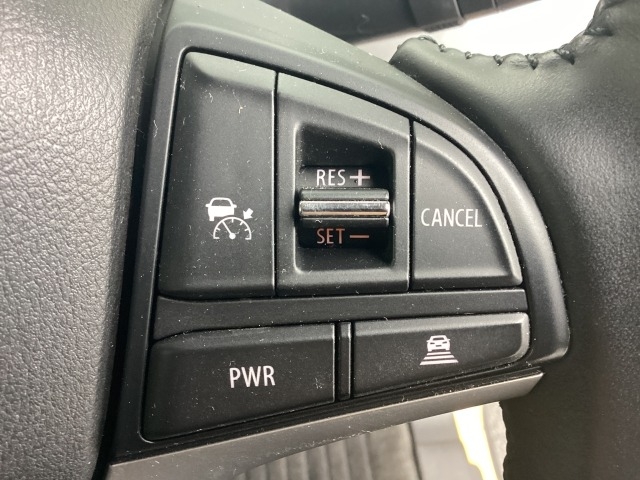 RES +
SET −
CANCEL
PWR